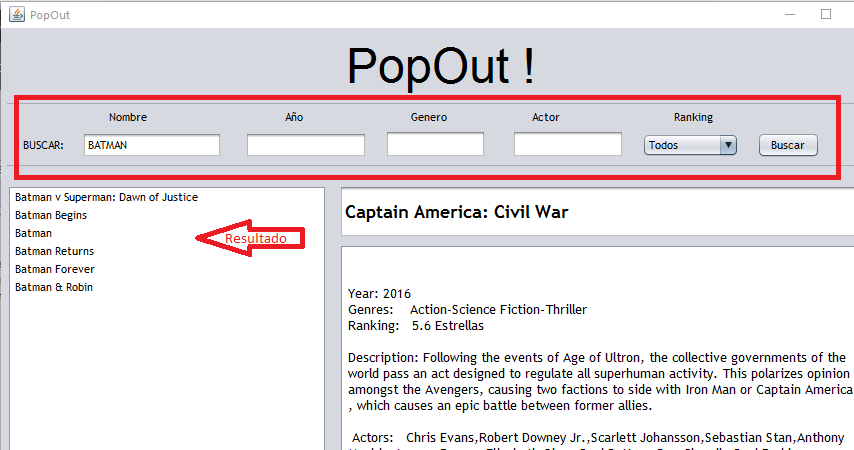 PopOut
PopOut !
Nombre Año Genero Actor Ranking
BUSCAR: BATMAN Todos Buscar
Batman v Superman: Dawn of Justice
Batman Begins
Batman
Batman Returns
Batman Forever
Batman & Robin
Resultado
Captain America: Civil War
Year: 2016
Genres: Action-Science Fiction-Thriller
Ranking: 5.6 Estrellas
Description: Following the events of Age of Ultron, the collective governments of the
world pass an act designed to regulate all superhuman activity. This polarizes opinion
amongst the Avengers, causing two factions to side with Iron Man or Captain America
, which causes an epic battle between former allies.
Actors: Chris Evans,Robert Downey Jr.,Scarlett Johansson,Sebastian Stan,Anthony